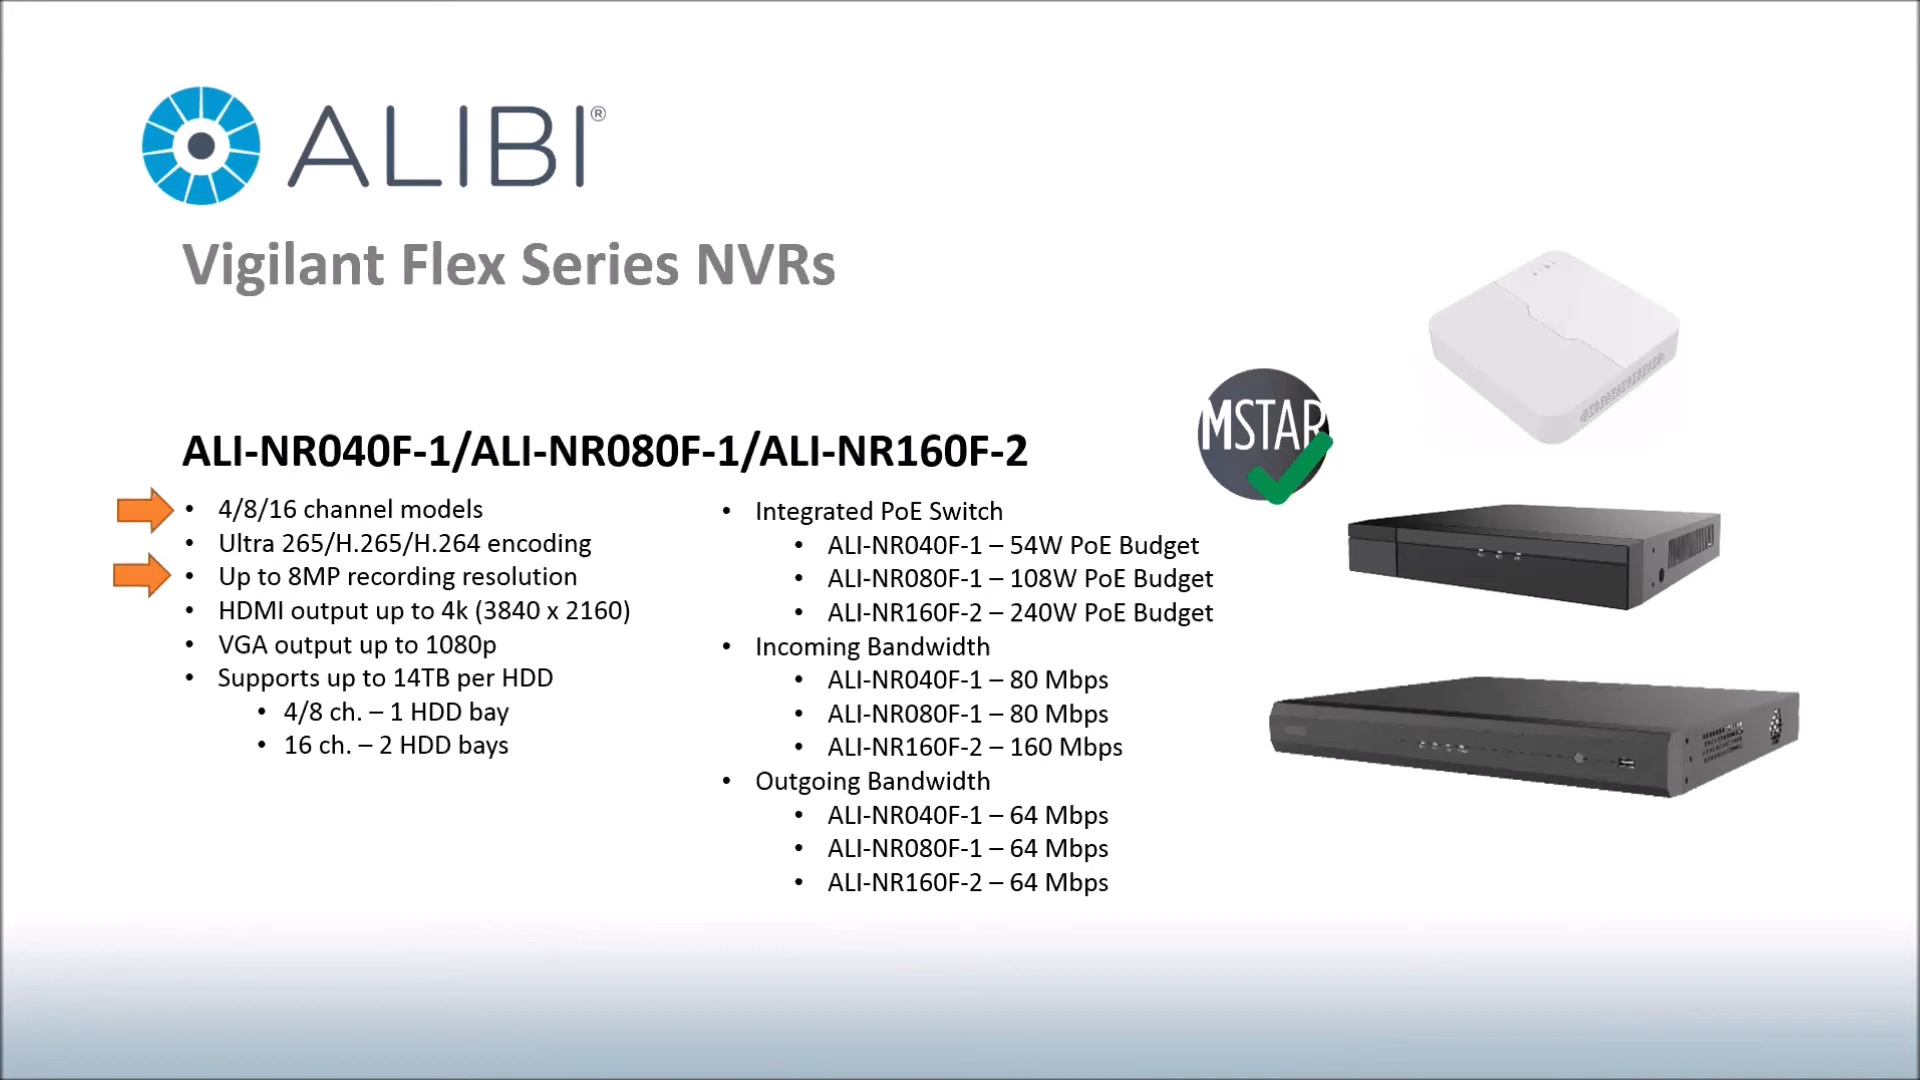 ALIBI®
Vigilant Flex Series NVRs
MSTAR
ALI-NR040F-1/ALI-NR080F-1/ALI-NR160F-2
• 4/8/16 channel models
• Ultra 265/H.265/H.264 encoding
• Up to 8MP recording resolution
• HDMI output up to 4k (3840 x 2160)
• VGA output up to 1080p
• Supports up to 14TB per HDD
• 4/8 ch. – 1 HDD bay
• 16 ch. – 2 HDD bays
• Integrated PoE Switch
• ALI-NR040F-1 – 54W PoE Budget
• ALI-NR080F-1 – 108W PoE Budget
• ALI-NR160F-2 – 240W PoE Budget
• Incoming Bandwidth
• ALI-NR040F-1 – 80 Mbps
• ALI-NR080F-1 – 80 Mbps
• ALI-NR160F-2 – 160 Mbps
• Outgoing Bandwidth
• ALI-NR040F-1 – 64 Mbps
• ALI-NR080F-1 – 64 Mbps
• ALI-NR160F-2 – 64 Mbps